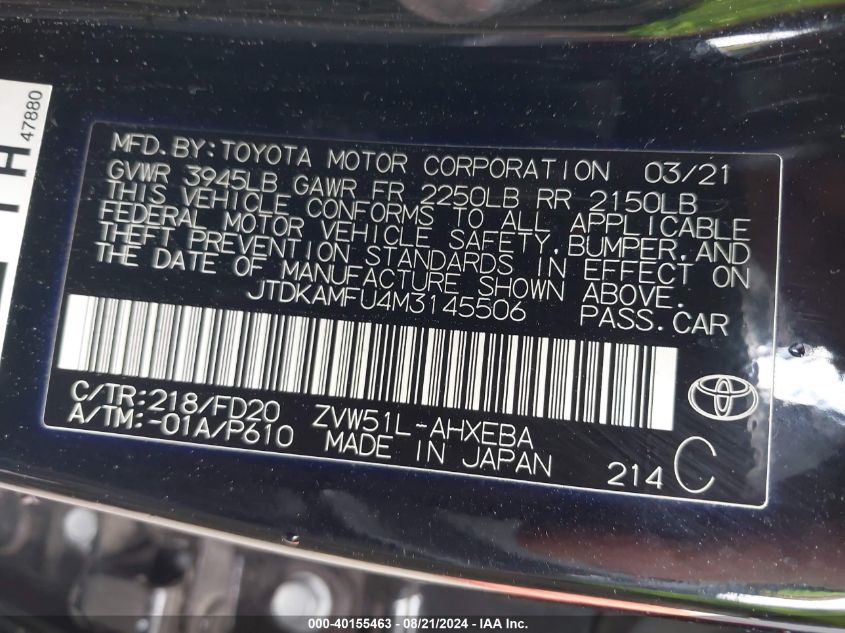 47880
MFD. BY: TOYOTA MOTOR CORPORATION 03/21
GVWR 3945LB GAWR FR 2250LB RR 2150LB
THIS VEHICLE CONFORMS TO ALL APPLICABLE
FEDERAL MOTOR VEHICLE SAFETY, BUMPER, AND
THEFT PREVENTION STANDARDS IN EFFECT ON
THE DATE OF MANUFACTURE SHOWN ABOVE.
JTDKAMFU4M3145506 PASS. CAR
C/TR: 218/FD20 ZVW51L-AHXEBA
A/TM: -01A/P610 MADE IN JAPAN
214 C
000-40155463 - 08/21/2024 - IAA Inc.